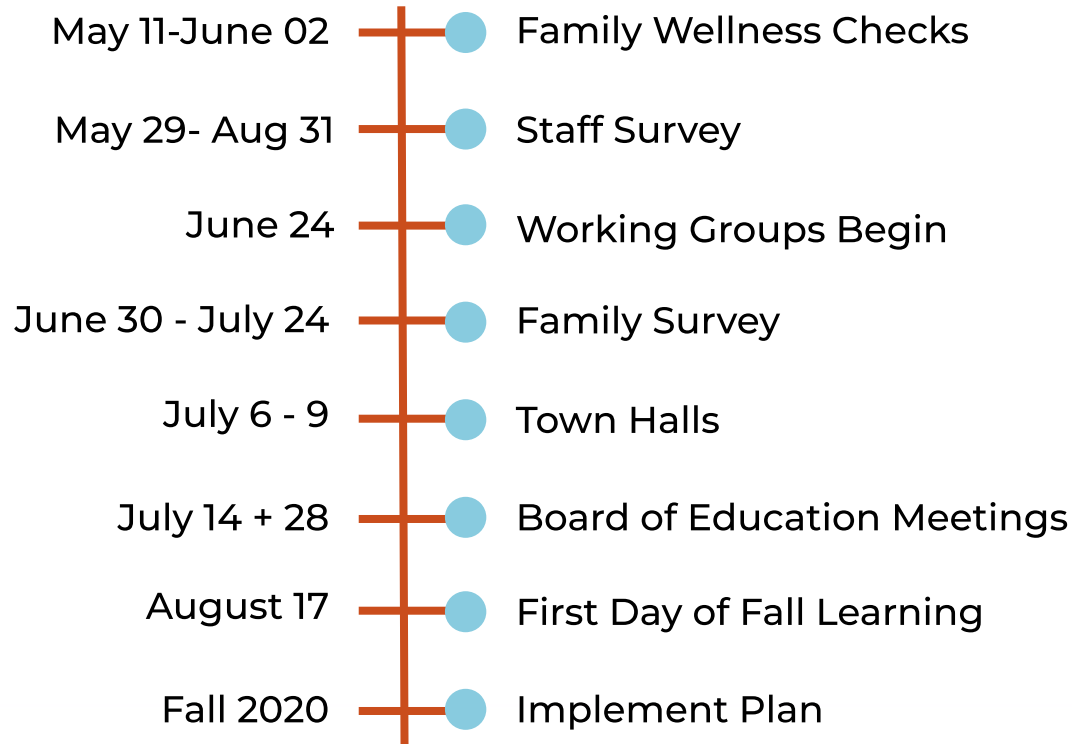 May 11-June 02 Family Wellness Checks
May 29- Aug 31 Staff Survey
June 24 Working Groups Begin
June 30 - July 24 Family Survey
July 6 - 9 Town Halls
July 14 + 28 Board of Education Meetings
August 17 First Day of Fall Learning
Fall 2020 Implement Plan